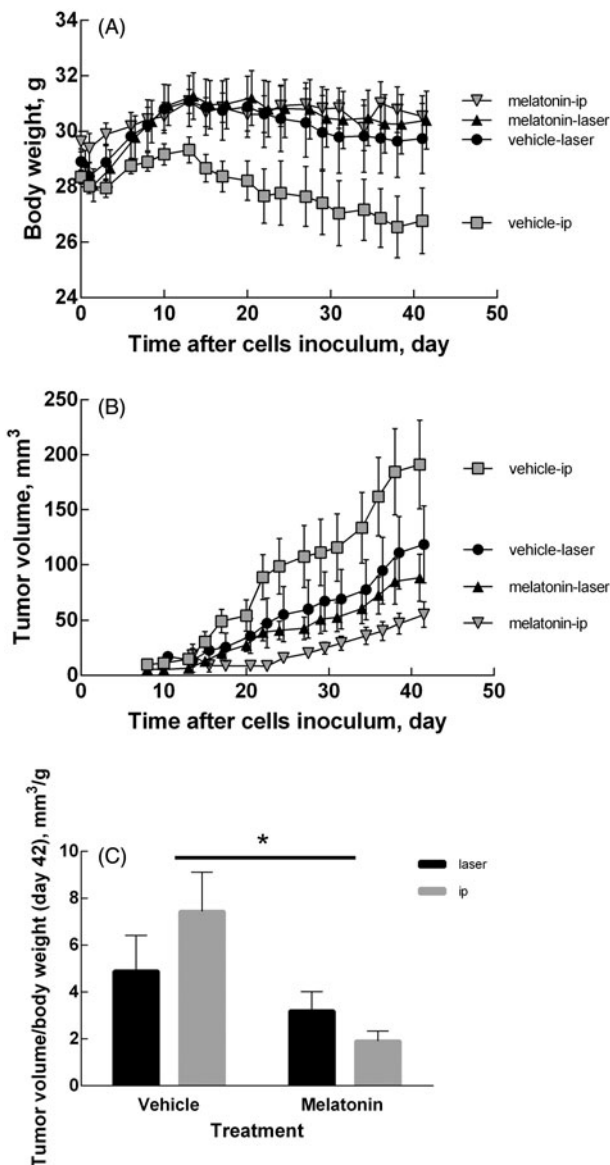 (A)
Body weight, g
34
32
30
28
26
24
0
10
20
30
40
50
melatonin-ip
melatonin-laser
vehicle-laser
vehicle-ip
Time after cells inoculum, day
(B)
Tumor volume, mm³
250
200
150
100
50
0
0
10
20
30
40
50
vehicle-ip
vehicle-laser
melatonin-laser
melatonin-ip
Time after cells inoculum, day
(C)
Tumor volume/body weight (day 42), mm³/g
10
8
6
4
2
0
*
laser
ip
Vehicle
Melatonin
Treatment